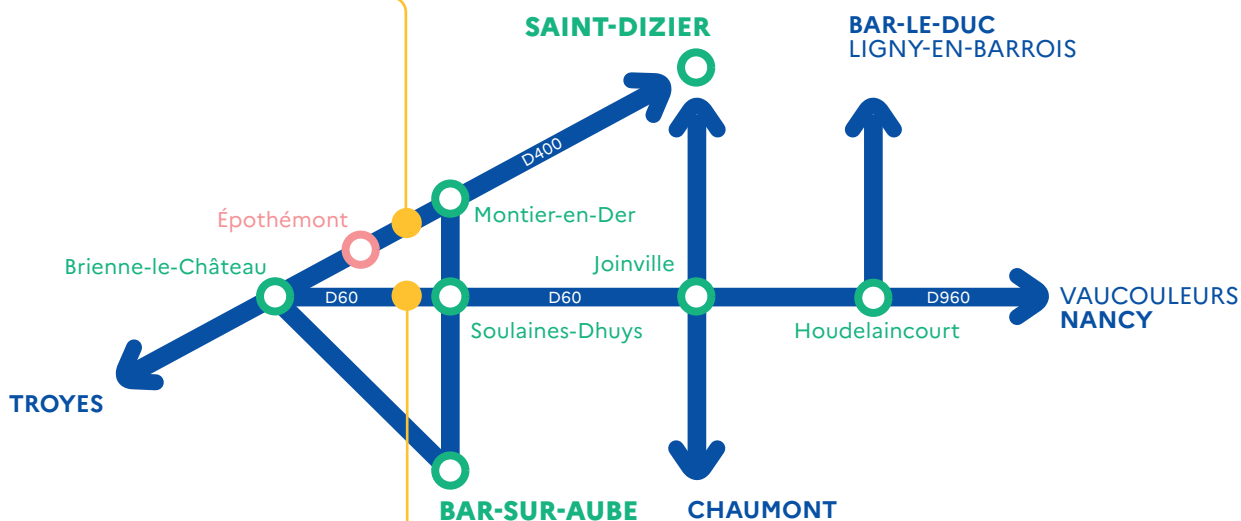 SAINT-DIZIER
BAR-LE-DUC
LIGNY-EN-BARROIS
D400
Épothémont
Montier-en-Der
Brienne-le-Château
Joinville
D60
D60
D960
VAUCOULEURS
NANCY
Soulaines-Dhuys
Houdelaincourt
TROYES
BAR-SUR-AUBE
CHAUMONT